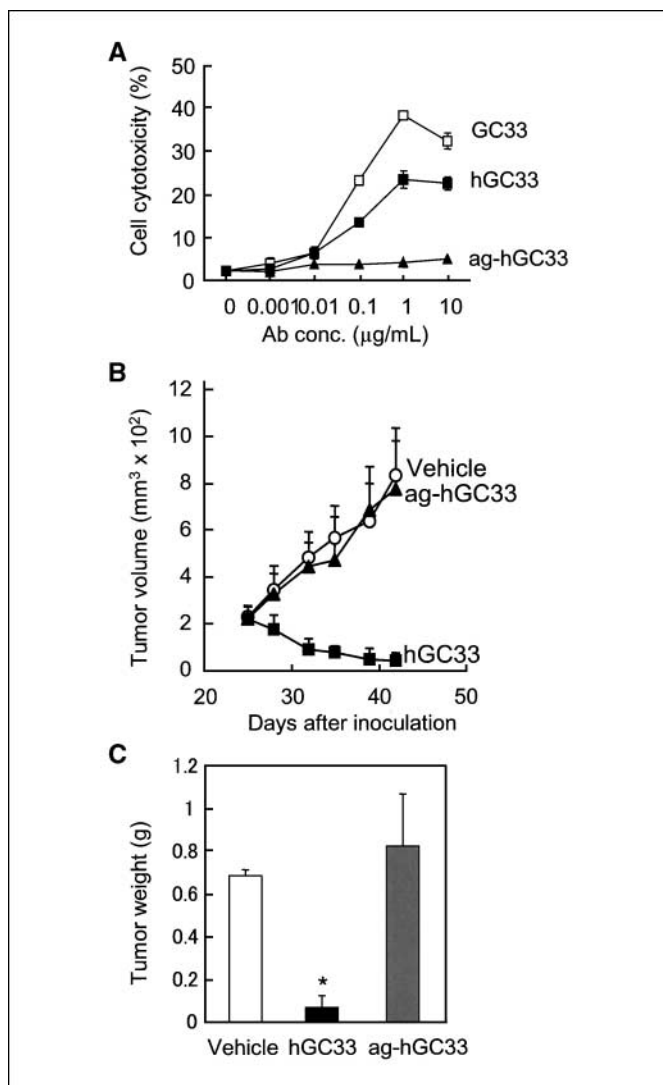 A
50
40
30
20
10
0
Cell cytotoxicity (%)
GC33
hGC33
ag-hGC33
0 0.001 0.01 0.1 1 10
Ab conc. (μg/mL)
B
12
10
8
6
4
2
0
Tumor volume (mm³ x 10²)
Vehicle
ag-hGC33
hGC33
20 30 40 50
Days after inoculation
C
1.2
1
0.8
0.6
0.4
0.2
0
Tumor weight (g)
*
Vehicle hGC33 ag-hGC33